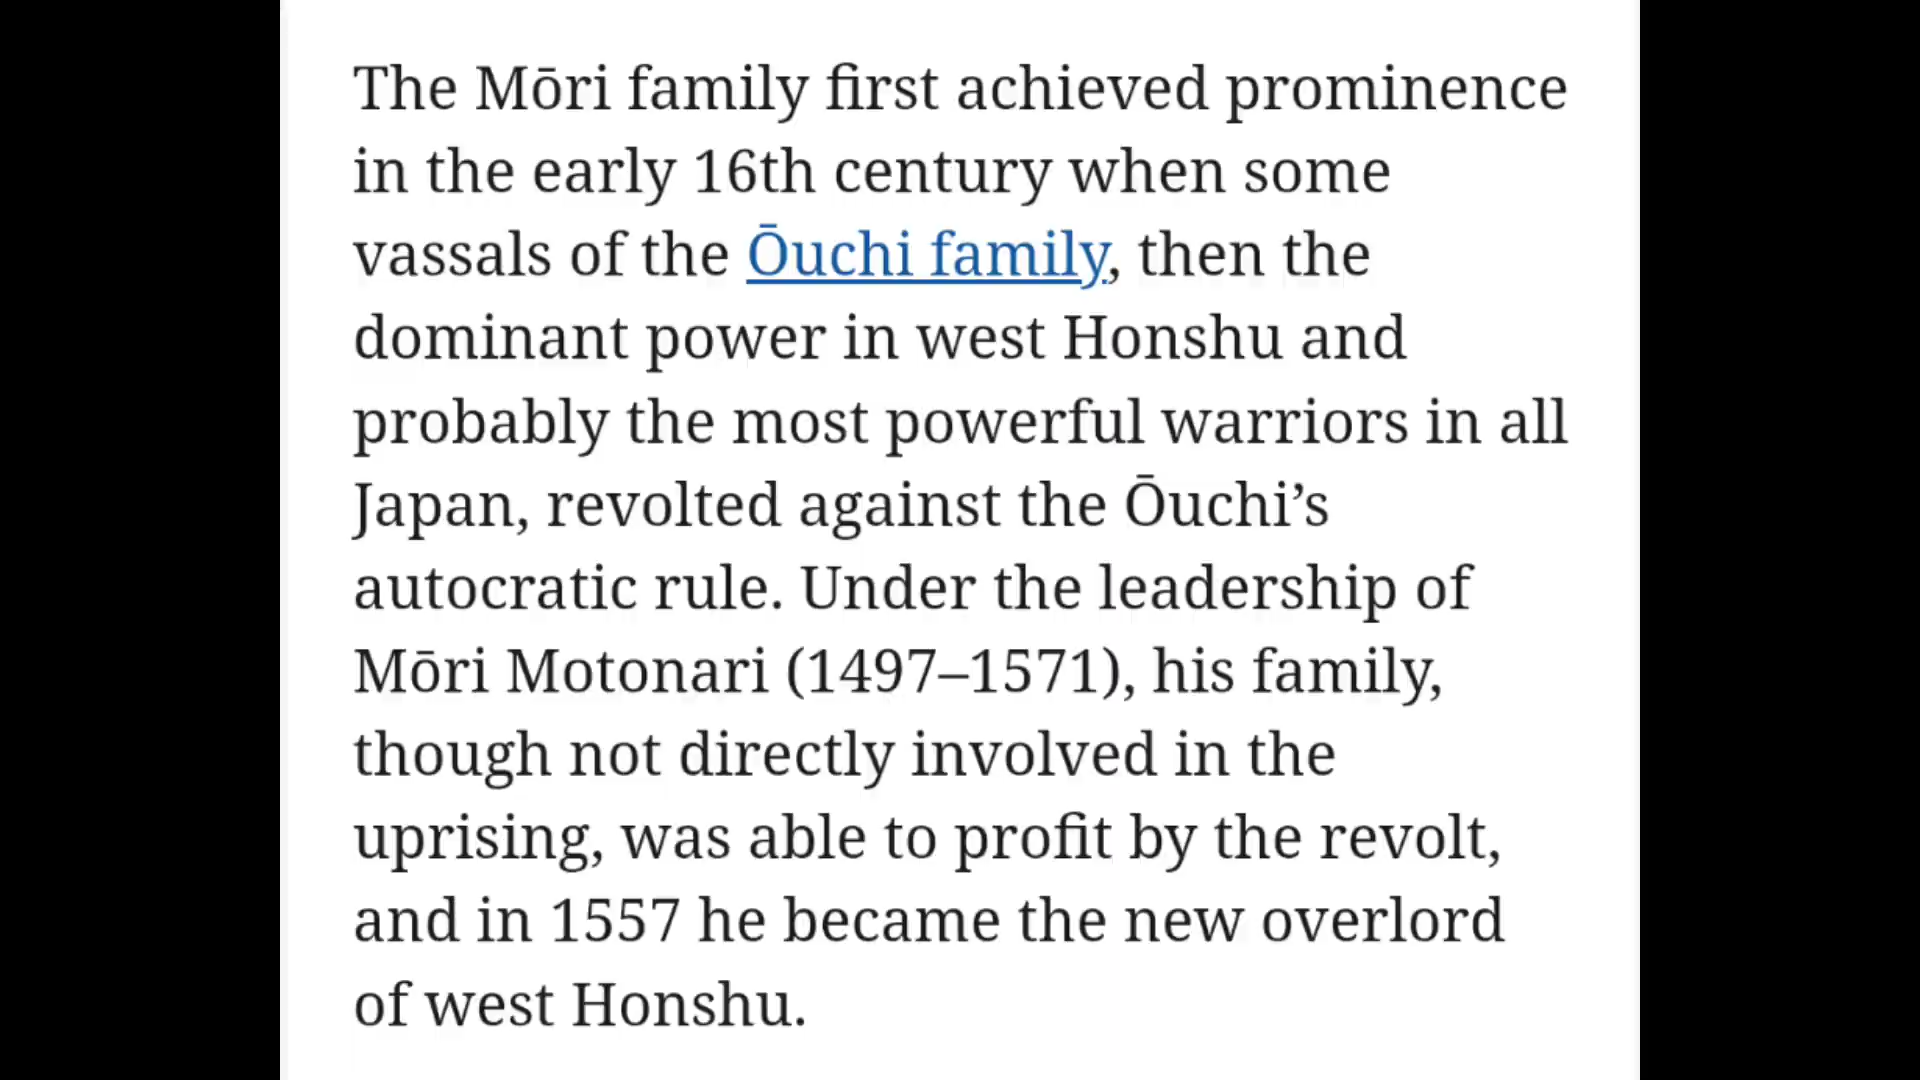 The Mōri family first achieved prominence
in the early 16th century when some
vassals of the Ōuchi family, then the
dominant power in west Honshu and
probably the most powerful warriors in all
Japan, revolted against the Ōuchi’s
autocratic rule. Under the leadership of
Mōri Motonari (1497–1571), his family,
though not directly involved in the
uprising, was able to profit by the revolt,
and in 1557 he became the new overlord
of west Honshu.